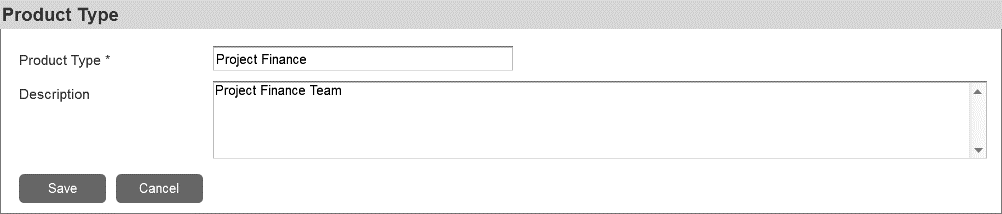 Product Type
Product Type * Project Finance
Description Project Finance Team
Save Cancel